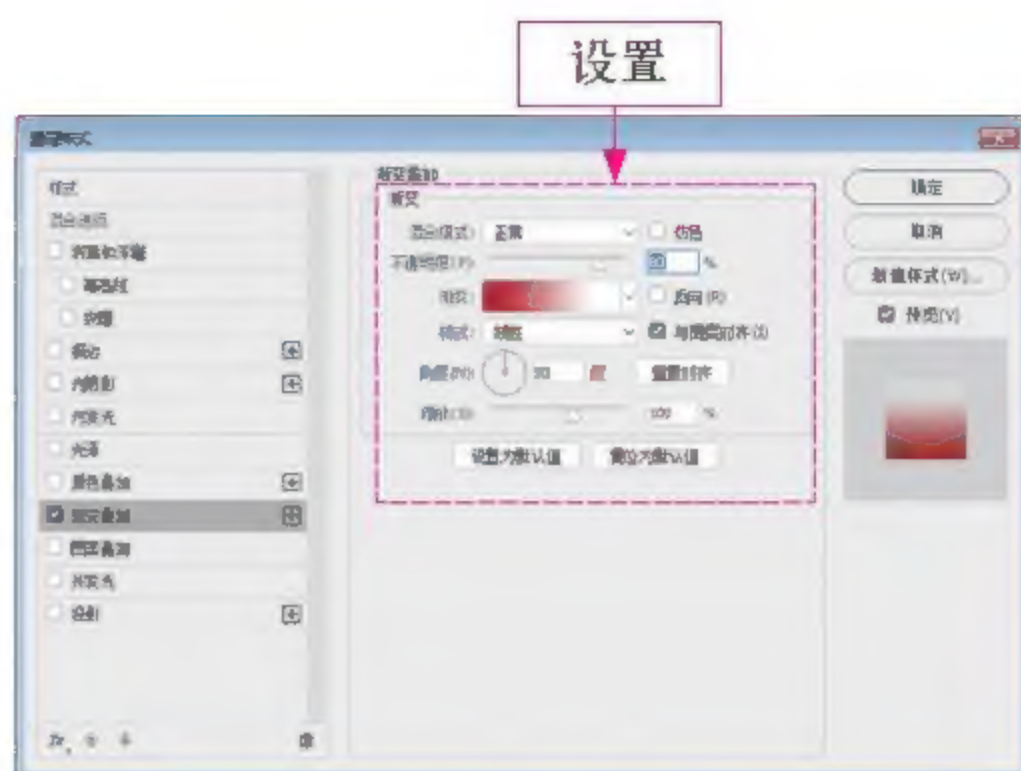 设置
图层样式
样式
混合选项
斜面和浮雕
等高线
纹理
描边
内阴影
内发光
光泽
颜色叠加
渐变叠加
图案叠加
外发光
投影
渐变叠加
渐变
混合模式: 正常 仿色
不透明度(P): %
渐变: 反向(R)
样式: 线性 与图层对齐(I)
角度(N): 90 度 重置对齐
缩放(S): 100 %
设置为默认值 复位为默认值
确定
取消
新建样式(W)...
预览(V)